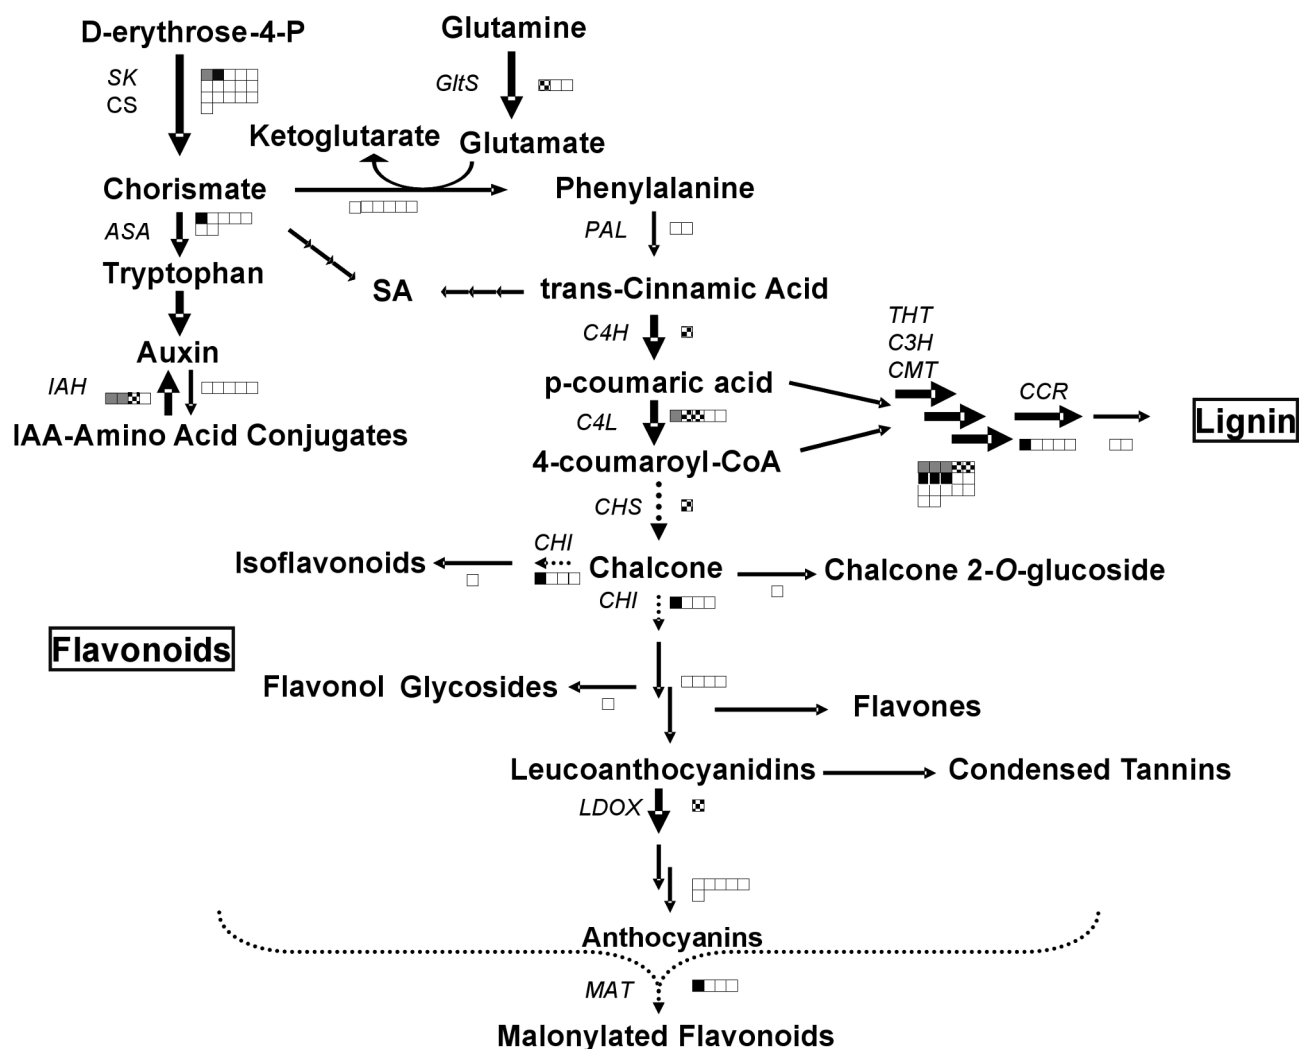 D-erythrose-4-P
Glutamine
SK
CS
GltS
Ketoglutarate
Glutamate
Chorismate
Phenylalanine
ASA
PAL
Tryptophan
SA
trans-Cinnamic Acid
THT
C3H
CMT
C4H
Auxin
IAH
p-coumaric acid
CCR
C4L
IAA-Amino Acid Conjugates
Lignin
4-coumaroyl-CoA
CHS
Isoflavonoids
CHI
Chalcone
Chalcone 2-O-glucoside
CHI
Flavonoids
Flavonol Glycosides
Flavones
Leucoanthocyanidins
Condensed Tannins
LDOX
Anthocyanins
MAT
Malonylated Flavonoids